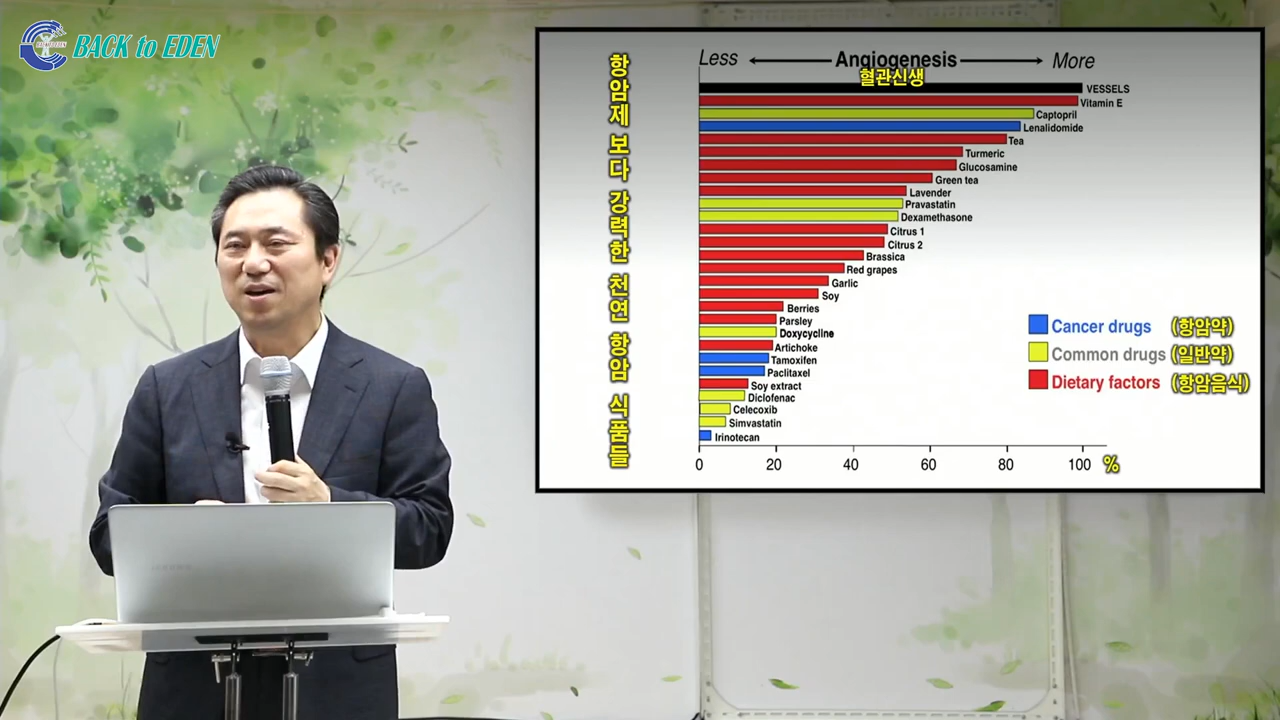 BACK to EDEN
항암제 보다 강력한 천연 항암 식품들
Less Angiogenesis More
혈관신생
VESSELS
Vitamin E
Captopril
Lenalidomide
Tea
Turmeric
Glucosamine
Green tea
Lavender
Pravastatin
Dexamethasone
Citrus 1
Citrus 2
Brassica
Red grapes
Garlic
Soy
Berries
Parsley
Doxycycline
Artichoke
Tamoxifen
Paclitaxel
Soy extract
Diclofenac
Celecoxib
Simvastatin
Irinotecan
0 20 40 60 80 100 %
Cancer drugs (항암약)
Common drugs (일반약)
Dietary factors (항암음식)